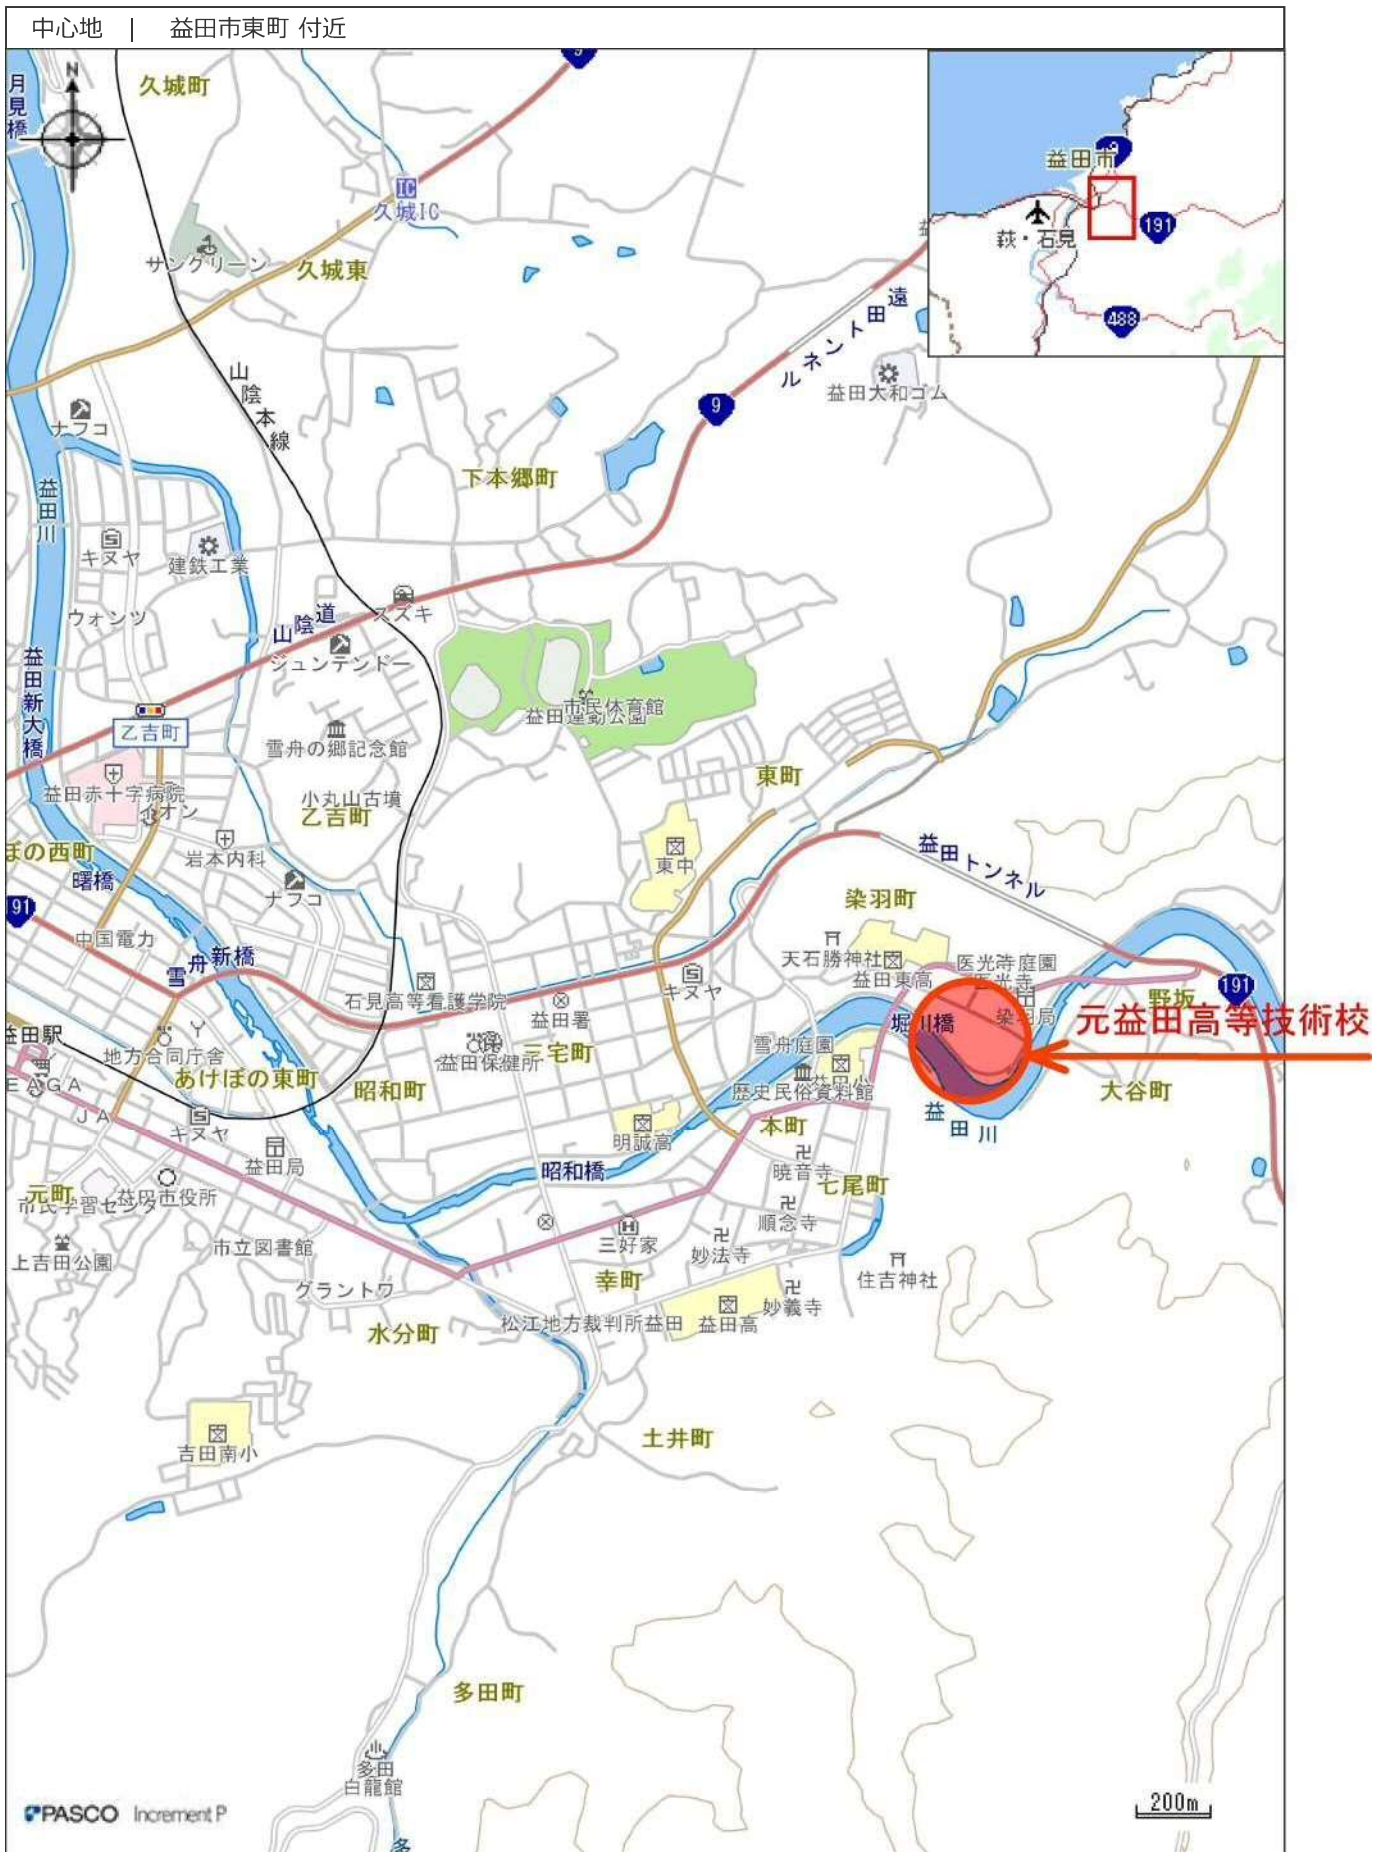 中心地 | 益田市東町 付近
月見橋
N
久城町
9
IC
久城IC
サングリーン
久城東
益田市
9
萩・石見
191
488
遠田トンネル
益田大和ゴム
9
山陰本線
ナフコ
下本郷町
益田川
キヌヤ
建鉄工業
ウォンツ
スズキ
山陰道
ジュンテンドー
益田新大橋
乙吉町
市民体育館
益田運動公園
雪舟の郷記念館
東町
益田赤十字病院
イオン
小丸山古墳
乙吉町
ぼの西町
岩本内科
東中
益田トンネル
曙橋
ナフコ
染羽町
191
中国電力
雪舟新橋
天石勝神社
益田東高
医光寺庭園
医光寺
石見高等看護学院
キヌヤ
191
野坂
益田署
堀川橋
染羽局
元益田高等技術校
益田駅
地方合同庁舎
益田保健所
三宅町
雪舟庭園
益田小
EAGA
あけぼの東町
昭和町
歴史民俗資料館
大谷町
JA
キヌヤ
明誠高
本町
益田川
益田局
昭和橋
暁音寺
七尾町
元町
市民学習センター
益田市役所
順念寺
上吉田公園
市立図書館
三好家
妙法寺
グラントワ
幸町
住吉神社
妙義寺
水分町
松江地方裁判所益田
益田高
吉田南小
土井町
多田町
多田
白龍館
PASCO Increment P
200m
多